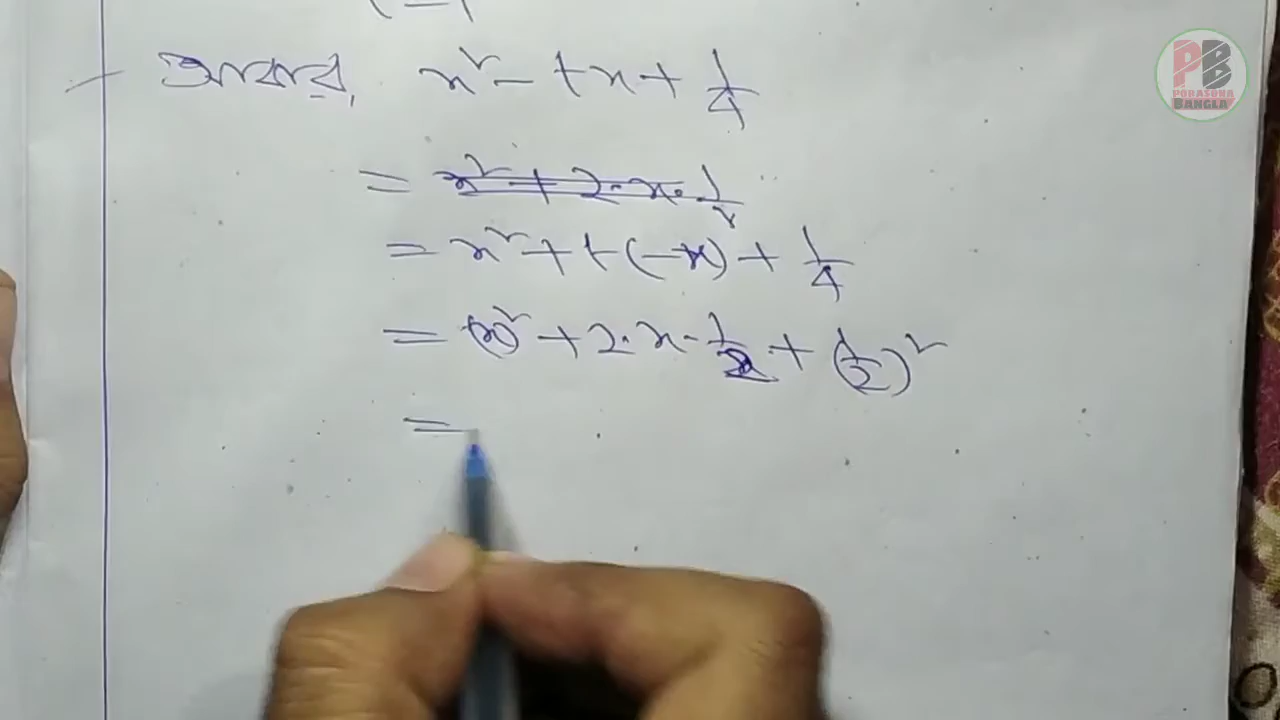 আবার, x² - tx + 1/4
= x² + 2·x·1/2
= x² + t(-x) + 1/4
= (x)² + 2·x·1/2 + (1/2)²
=
PB
PORASONA
BANGLA